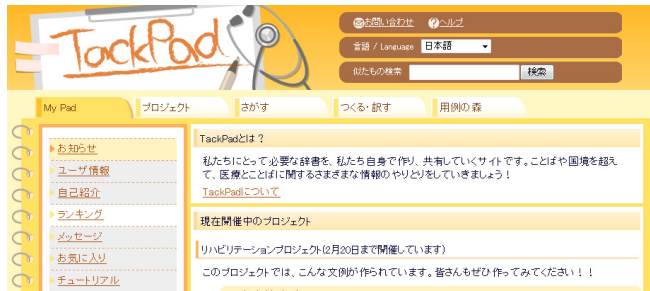 TackPad
お問い合わせ ヘルプ
言語 / Language 日本語
似たもの検索 検索
My Pad プロジェクト さがす つくる・訳す 用例の森
お知らせ
ユーザ情報
自己紹介
ランキング
メッセージ
お気に入り
チュートリアル
TackPadとは？
私たちにとって必要な辞書を、私たち自身で作り、共有していくサイトです。ことばや国境を超え
て、医療とことばに関するさまざまな情報のやりとりをしていきましょう！
TackPadについて
現在開催中のプロジェクト
リハビリテーションプロジェクト(2月20日まで開催しています)
このプロジェクトでは、こんな文例が作られています。皆さんもぜひ作ってみてください！！